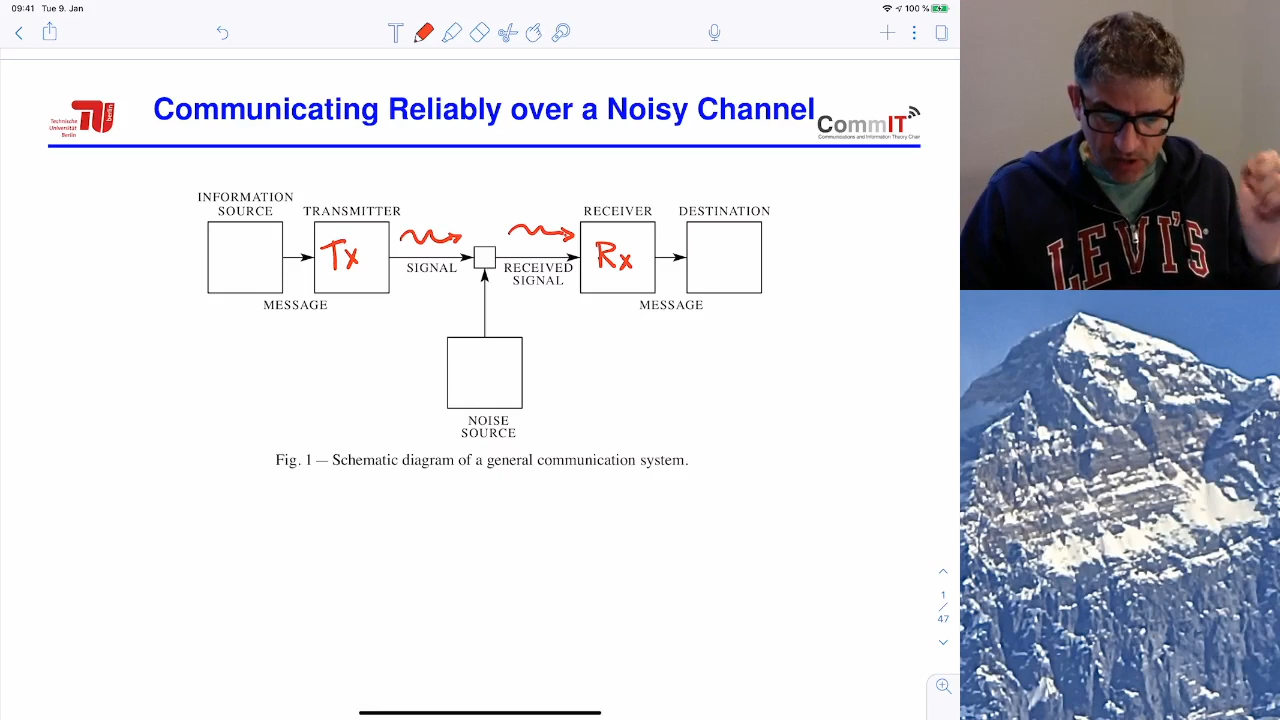 09:41 Tue 9. Jan
100 %
T
Communicating Reliably over a Noisy Channel
Technische
Universität
Berlin
berlin
CommIT
Communications and Information Theory Chair
INFORMATION
SOURCE
TRANSMITTER
RECEIVER
DESTINATION
Tx
Rx
SIGNAL
RECEIVED
SIGNAL
MESSAGE
MESSAGE
NOISE
SOURCE
Fig. 1 — Schematic diagram of a general communication system.
1
/
47
LEVI'S®